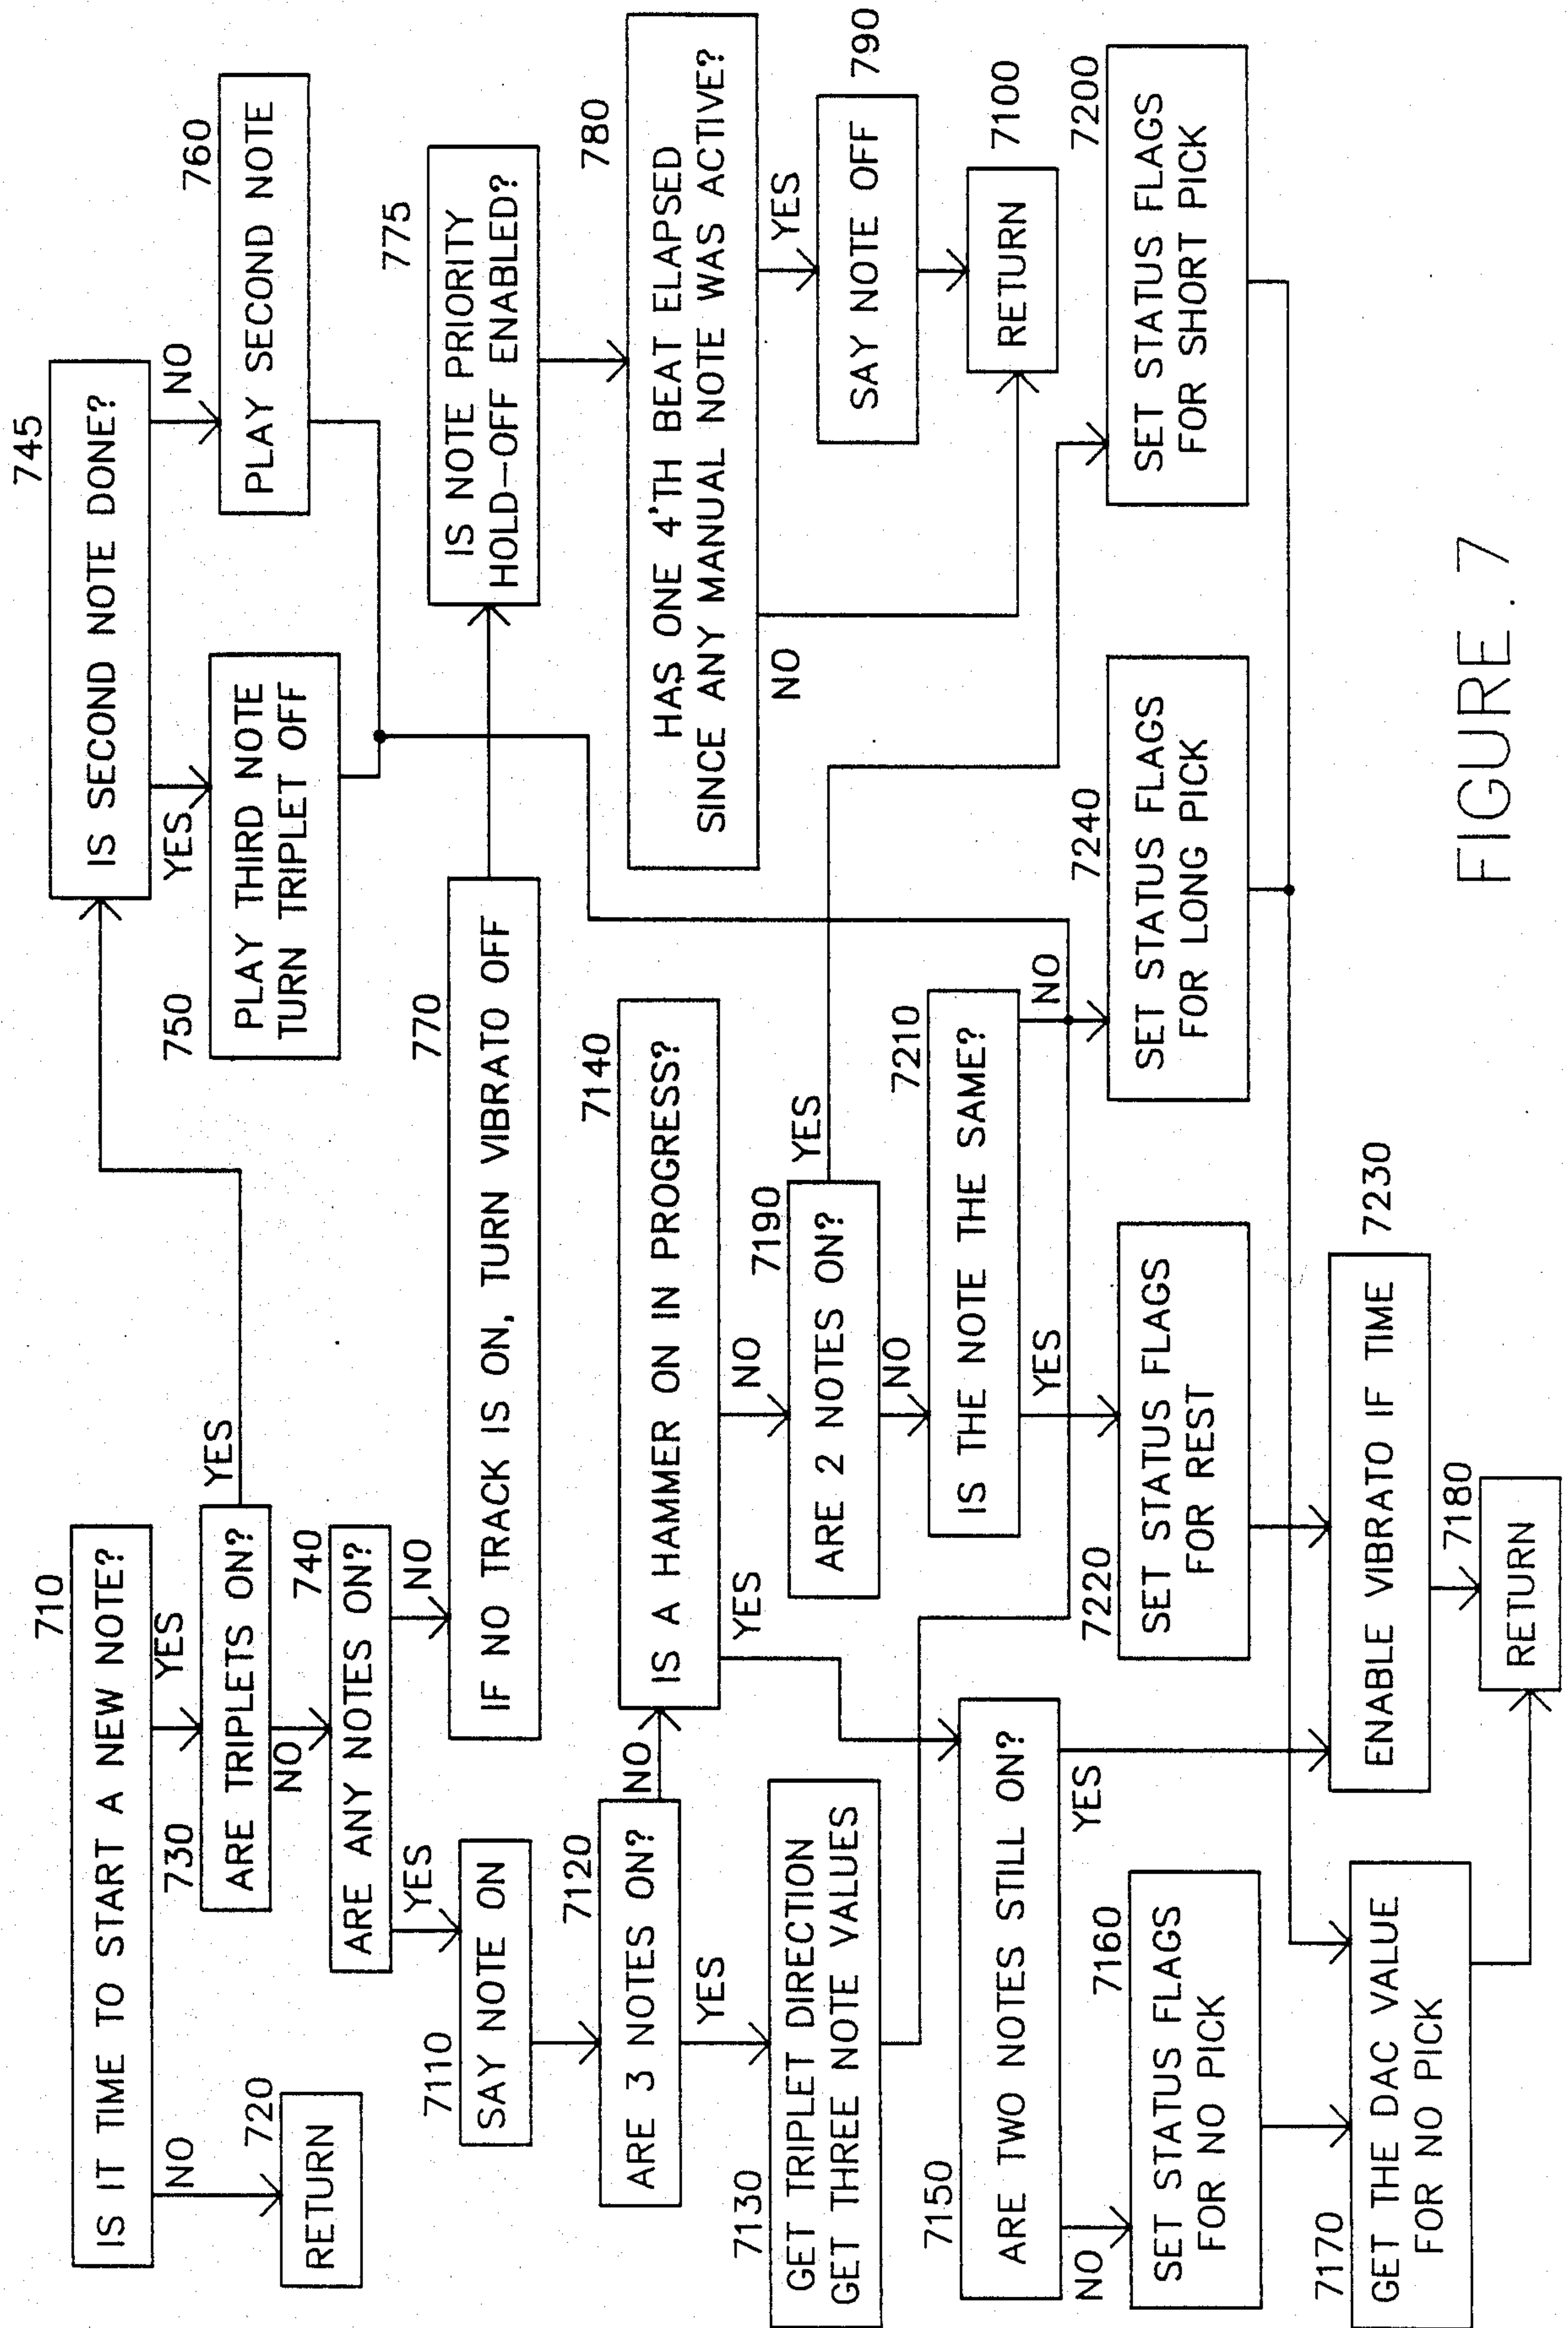 710
IS IT TIME TO START A NEW NOTE?
NO
YES
720
RETURN
730
ARE TRIPLETS ON?
YES
NO
740
ARE ANY NOTES ON?
YES
NO
745
IS SECOND NOTE DONE?
YES
NO
750
PLAY THIRD NOTE
TURN TRIPLET OFF
760
PLAY SECOND NOTE
770
IF NO TRACK IS ON, TURN VIBRATO OFF
775
IS NOTE PRIORITY
HOLD-OFF ENABLED?
780
HAS ONE 4'TH BEAT ELAPSED
SINCE ANY MANUAL NOTE WAS ACTIVE?
NO
YES
790
SAY NOTE OFF
7100
RETURN
7110
SAY NOTE ON
7120
ARE 3 NOTES ON?
NO
YES
7130
GET TRIPLET DIRECTION
GET THREE NOTE VALUES
7140
IS A HAMMER ON IN PROGRESS?
YES
NO
7150
ARE TWO NOTES STILL ON?
NO
YES
7160
SET STATUS FLAGS
FOR NO PICK
7170
GET THE DAC VALUE
FOR NO PICK
7180
RETURN
7190
ARE 2 NOTES ON?
YES
NO
7200
SET STATUS FLAGS
FOR SHORT PICK
7210
IS THE NOTE THE SAME?
YES
NO
7220
SET STATUS FLAGS
FOR REST
7230
ENABLE VIBRATO IF TIME
7240
SET STATUS FLAGS
FOR LONG PICK
FIGURE. 7